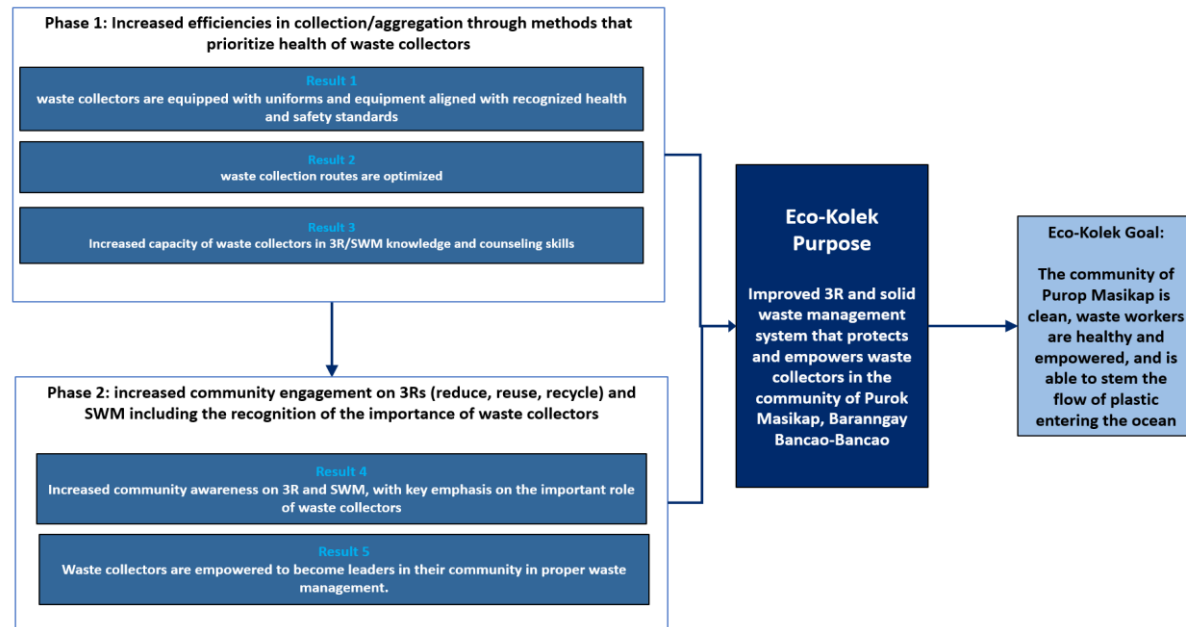 Phase 1: Increased efficiencies in collection/aggregation through methods that
prioritize health of waste collectors
Result 1
waste collectors are equipped with uniforms and equipment aligned with recognized health
and safety standards
Result 2
waste collection routes are optimized
Result 3
Increased capacity of waste collectors in 3R/SWM knowledge and counseling skills
Phase 2: increased community engagement on 3Rs (reduce, reuse, recycle) and
SWM including the recognition of the importance of waste collectors
Result 4
Increased community awareness on 3R and SWM, with key emphasis on the important role
of waste collectors
Result 5
Waste collectors are empowered to become leaders in their community in proper waste
management.
Eco-Kolek
Purpose
Improved 3R and solid
waste management
system that protects
and empowers waste
collectors in the
community of Purok
Masikap, Baranngay
Bancao-Bancao
Eco-Kolek Goal:
The community of
Purop Masikap is
clean, waste workers
are healthy and
empowered, and is
able to stem the
flow of plastic
entering the ocean